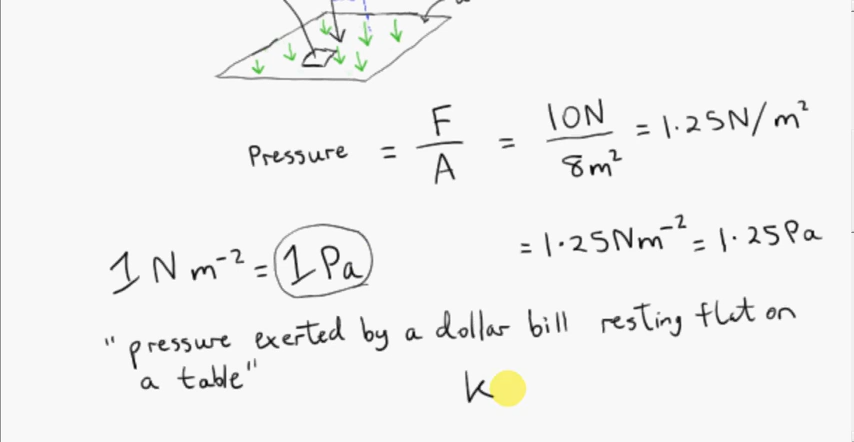 Pressure = F/A = 10N/8m² = 1.25N/m²
= 1.25Nm⁻² = 1.25Pa
1 N m⁻² = 1 Pa
"pressure exerted by a dollar bill resting flat on
a table"
k